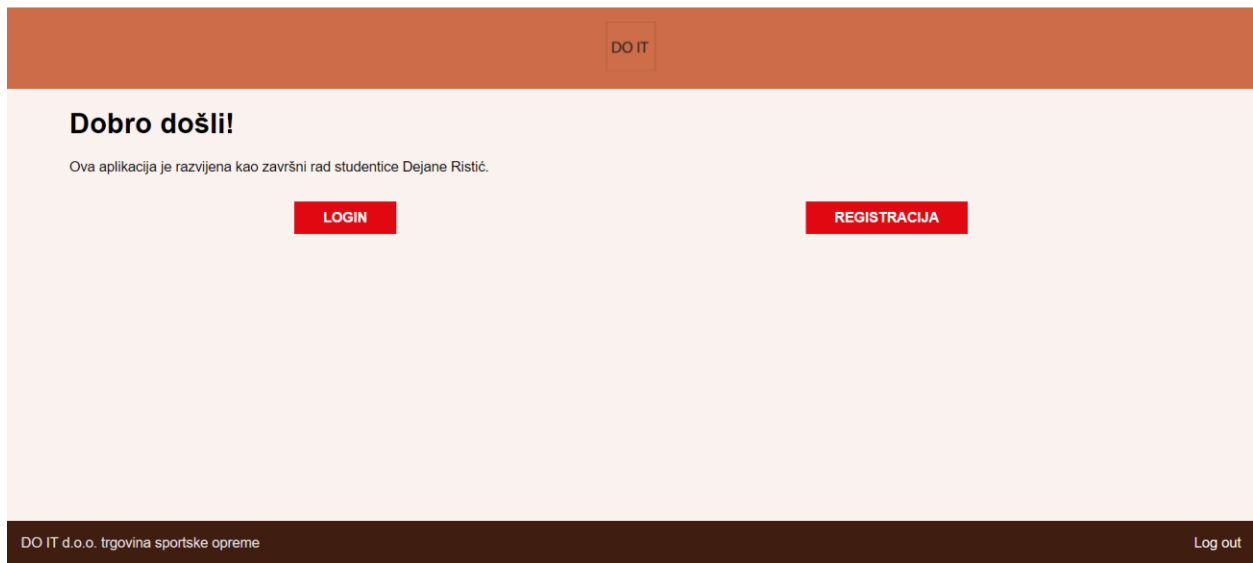 DO IT
Dobro došli!
Ova aplikacija je razvijena kao završni rad studentice Dejane Ristić.
LOGIN
REGISTRACIJA
DO IT d.o.o. trgovina sportske opreme
Log out